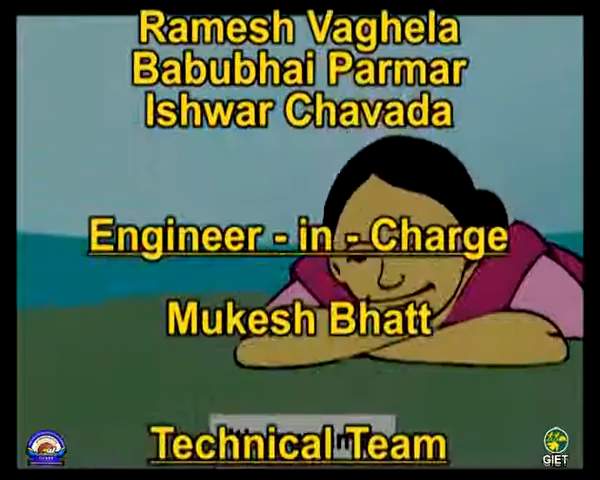 Ramesh Vaghela
Babubhai Parmar
Ishwar Chavada
Engineer - in - Charge
Mukesh Bhatt
Technical Team
GIET